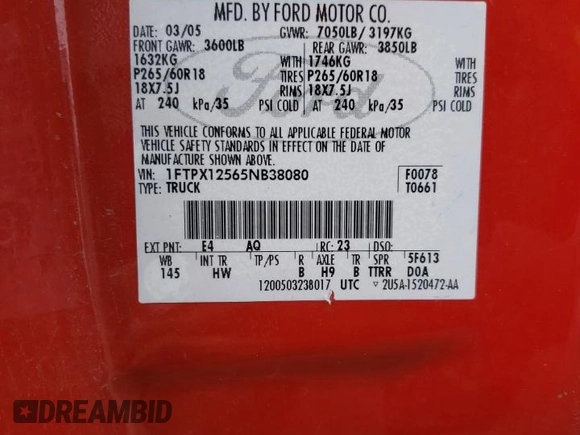 MFD. BY FORD MOTOR CO.
DATE: 03/05 GVWR: 7050LB/ 3197KG
FRONT GAWR: 3600LB REAR GAWR: 3850LB
1632KG WITH 1746KG WITH
P265/60R18 TIRES P265/60R18 TIRES
18X7.5J RIMS 18X7.5J RIMS
AT 240 kPa/35 PSI COLD AT 240 kPa/35 PSI COLD
Ford
THIS VEHICLE CONFORMS TO ALL APPLICABLE FEDERAL MOTOR
VEHICLE SAFETY STANDARDS IN EFFECT ON THE DATE OF
MANUFACTURE SHOWN ABOVE.
VIN: 1FTPX12565NB38080 F0078
TYPE: TRUCK T0661
EXT PNT: E4 AQ RC: 23 DSO:
WB INT TR TP/PS R AXLE TR SPR 5F613
145 HW B H9 B TTRR D0A
1200503238017 UTC ▽ 2U5A-1520472-AA
DREAMBID